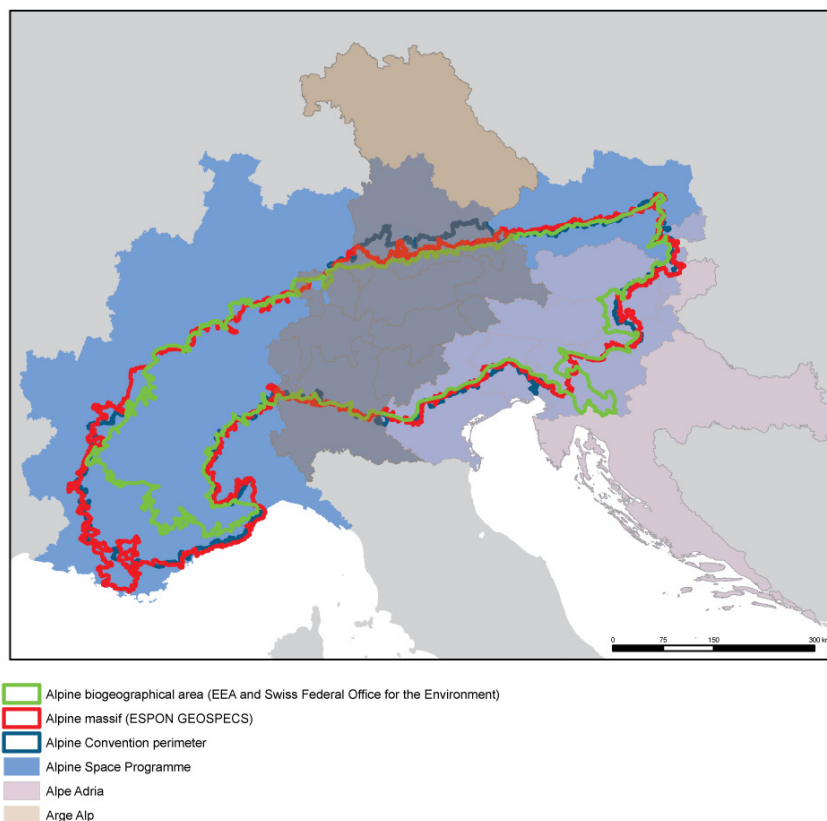 0 75 150 300 km
Alpine biogeographical area (EEA and Swiss Federal Office for the Environment)
Alpine massif (ESPON GEOSPECS)
Alpine Convention perimeter
Alpine Space Programme
Alpe Adria
Arge Alp